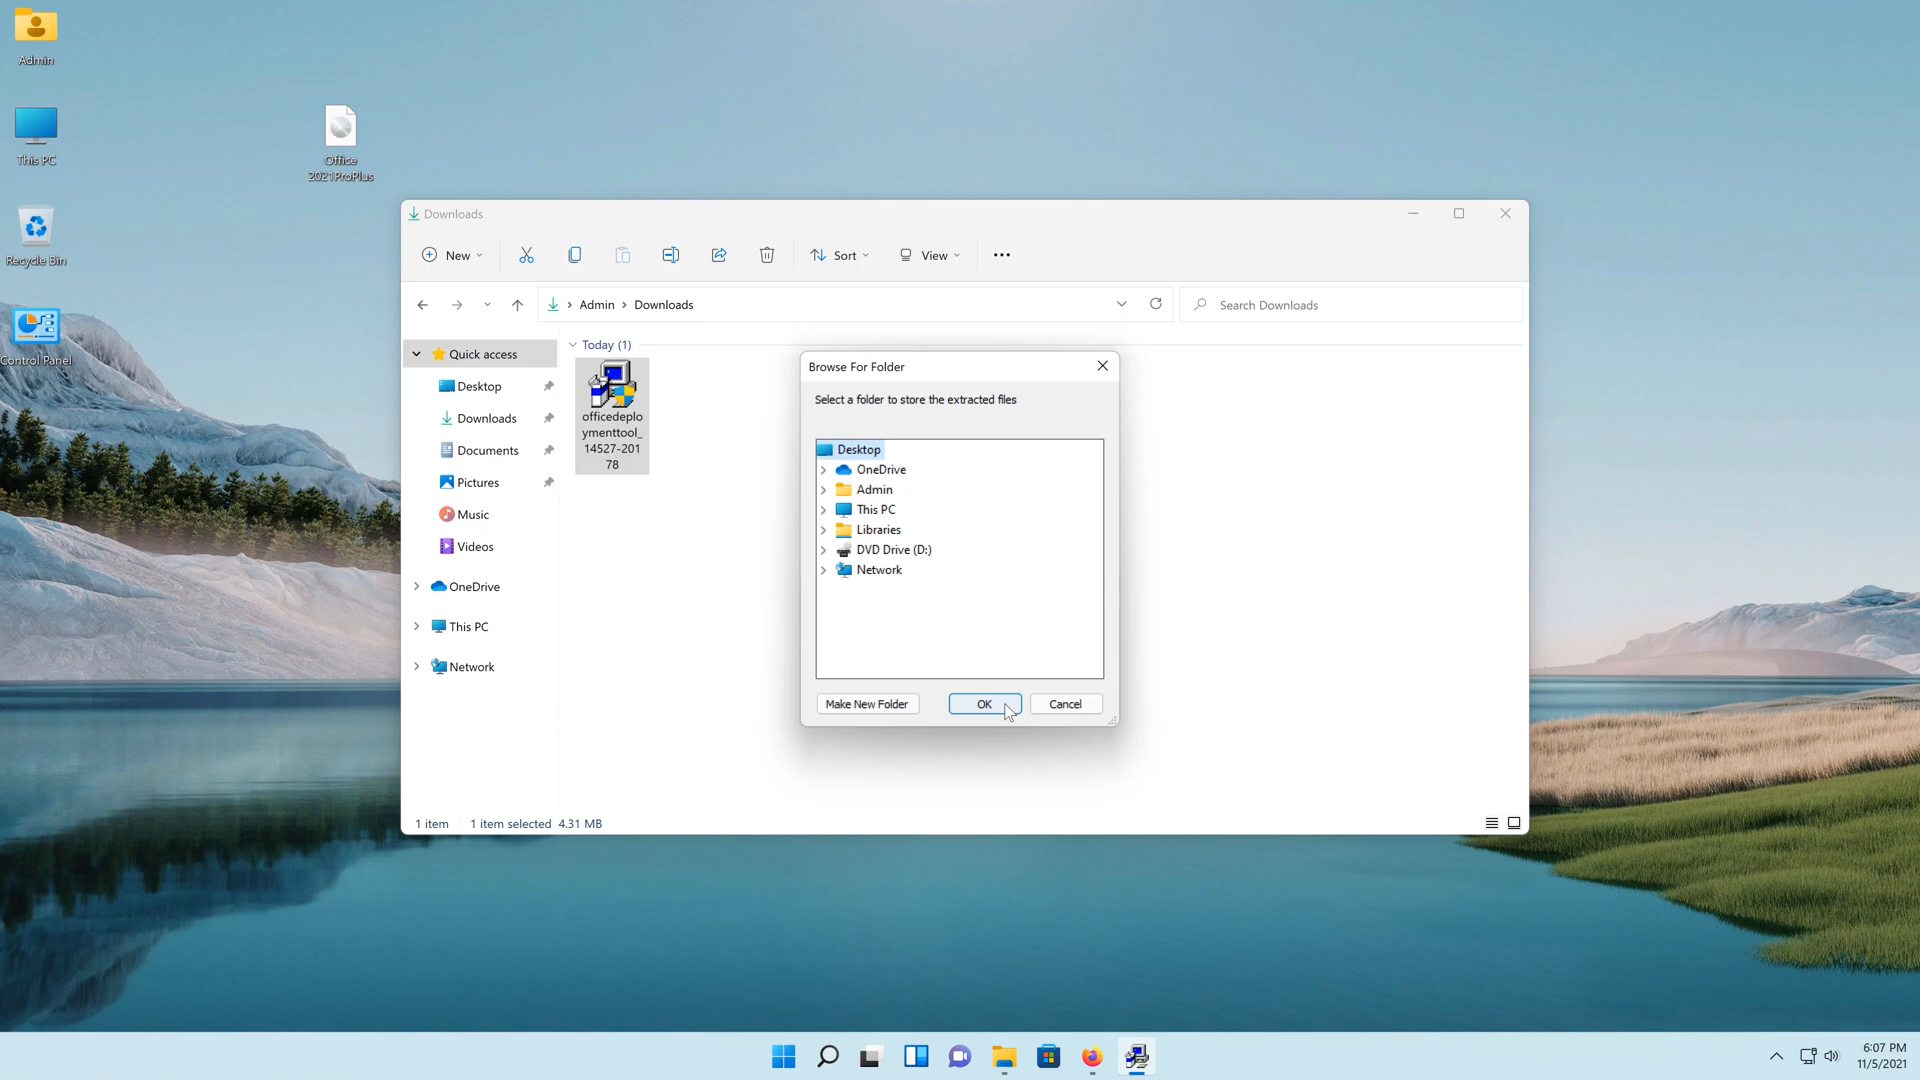 Admin
This PC
Recycle Bin
Control Panel
Office
2021ProPlus
Downloads
New
Sort
View
Admin
Downloads
Search Downloads
Quick access
Desktop
Downloads
Documents
Pictures
Music
Videos
OneDrive
This PC
Network
Today (1)
officedeplo
ymenttool_
14527-201
78
Browse For Folder
Select a folder to store the extracted files
Desktop
OneDrive
Admin
This PC
Libraries
DVD Drive (D:)
Network
Make New Folder
OK
Cancel
1 item
1 item selected 4.31 MB
6:07 PM
11/5/2021